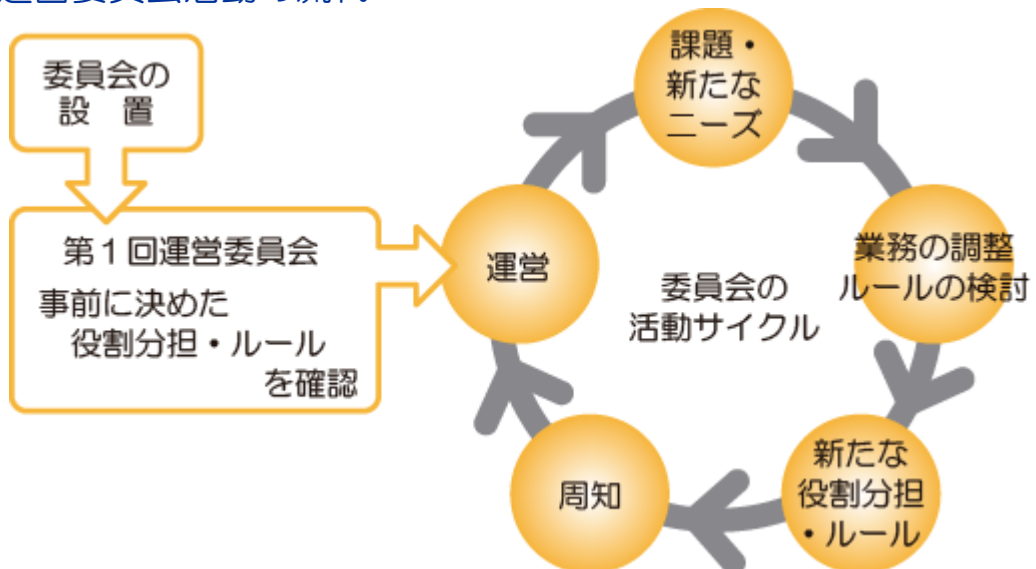 委員会の
設　置
第１回運営委員会
事前に決めた
役割分担・ルール
を確認
運営
課題・
新たな
ニーズ
業務の調整
ルールの検討
新たな
役割分担
・ルール
周知
委員会の
活動サイクル